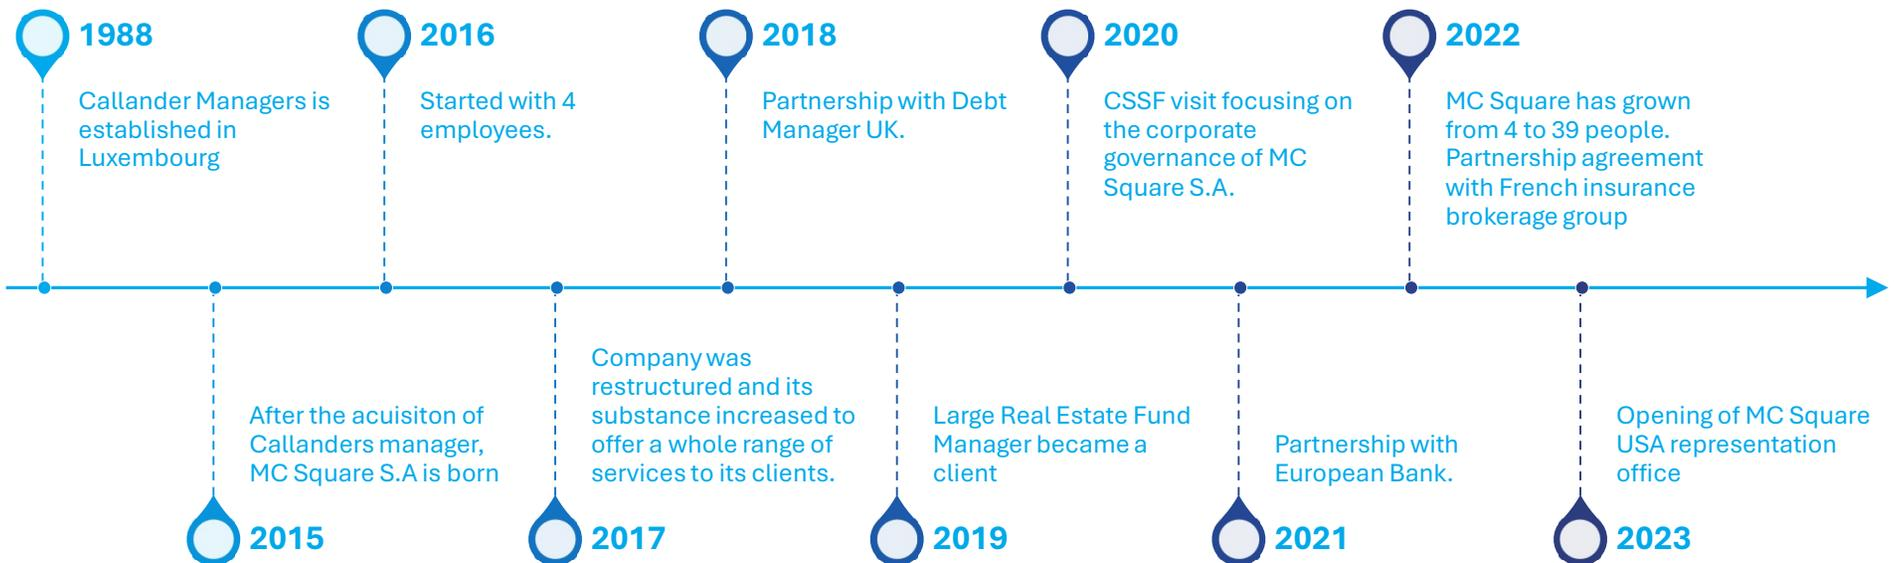 1988
Callander Managers is
established in
Luxembourg
2016
Started with 4
employees.
2018
Partnership with Debt
Manager UK.
2020
CSSF visit focusing on
the corporate
governance of MC
Square S.A.
2022
MC Square has grown
from 4 to 39 people.
Partnership agreement
with French insurance
brokerage group
After the acuisiton of
Callanders manager,
MC Square S.A is born
2015
Company was
restructured and its
substance increased to
offer a whole range of
services to its clients.
2017
Large Real Estate Fund
Manager became a
client
2019
Partnership with
European Bank.
2021
Opening of MC Square
USA representation
office
2023